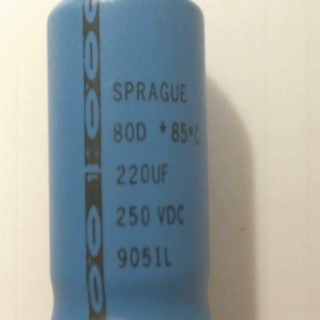 SPRAGUE
80D +85°C
220UF
250 VDC
9051L